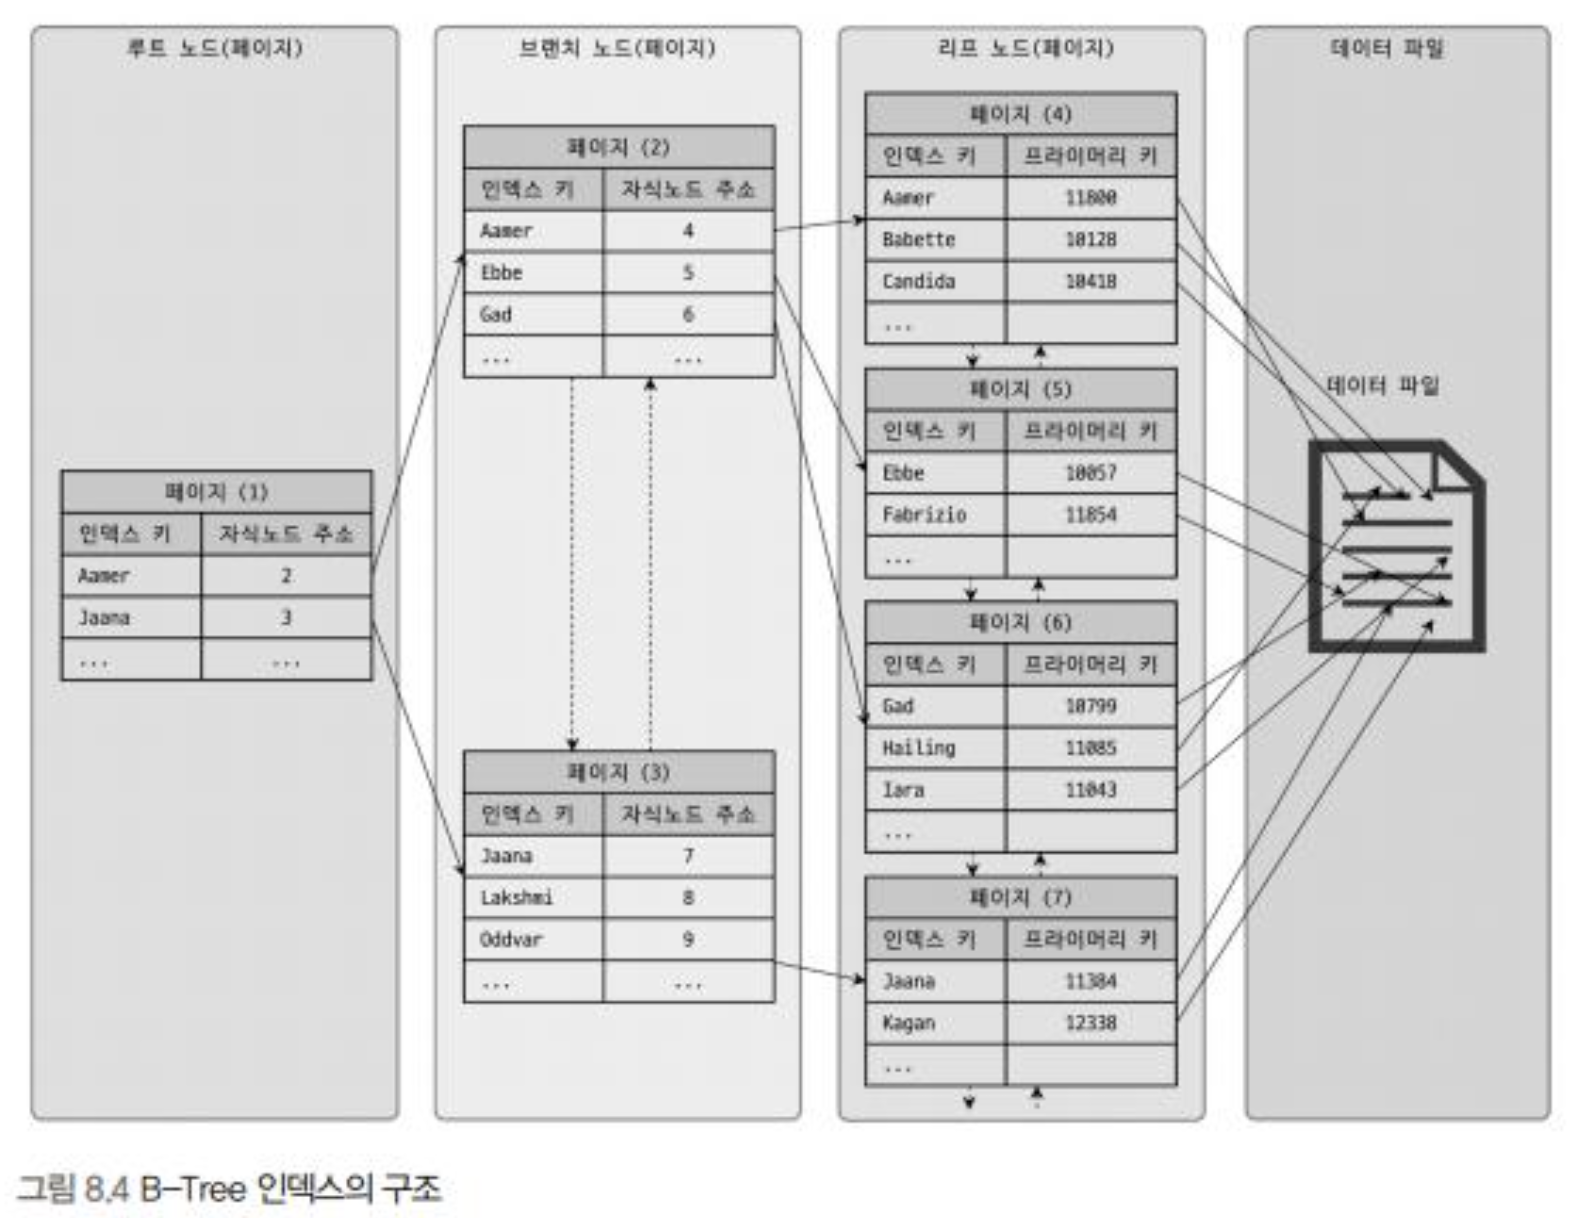 루트 노드(페이지)
페이지 (1)
인덱스 키 자식노드 주소
Aamer 2
Jaana 3
... ...
브랜치 노드(페이지)
페이지 (2)
인덱스 키 자식노드 주소
Aamer 4
Ebbe 5
Gad 6
... ...
페이지 (3)
인덱스 키 자식노드 주소
Jaana 7
Lakshmi 8
Oddvar 9
... ...
리프 노드(페이지)
페이지 (4)
인덱스 키 프라이머리 키
Aamer 11800
Babette 10128
Candida 10418
...
페이지 (5)
인덱스 키 프라이머리 키
Ebbe 10057
Fabrizio 11854
...
페이지 (6)
인덱스 키 프라이머리 키
Gad 10799
Hailing 11085
Iara 11043
...
페이지 (7)
인덱스 키 프라이머리 키
Jaana 11384
Kagan 12338
...
데이터 파일
데이터 파일
그림 8.4 B-Tree 인덱스의 구조